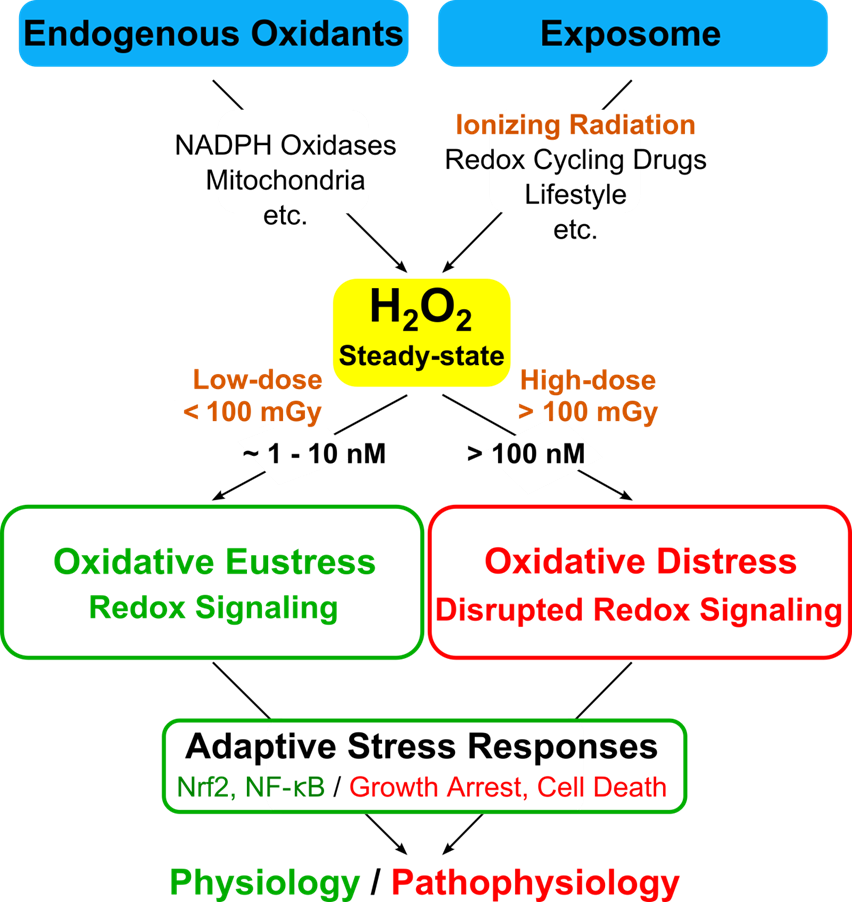 Endogenous Oxidants
Exposome
NADPH Oxidases
Mitochondria
etc.
Ionizing Radiation
Redox Cycling Drugs
Lifestyle
etc.
H₂O₂
Steady-state
Low-dose
< 100 mGy
High-dose
> 100 mGy
~ 1 - 10 nM
> 100 nM
Oxidative Eustress
Redox Signaling
Oxidative Distress
Disrupted Redox Signaling
Adaptive Stress Responses
Nrf2, NF-κB / Growth Arrest, Cell Death
Physiology / Pathophysiology